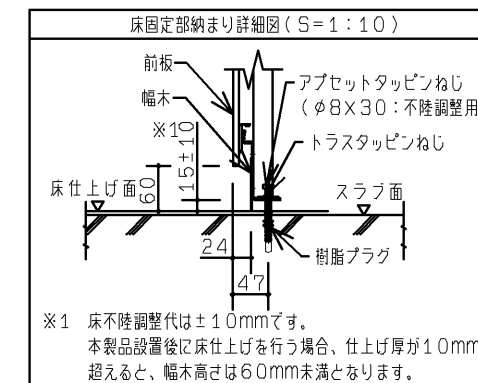 床固定部納まり詳細図(S=1:10)
前板
アプセットタッピンねじ
(φ8X30:不陸調整用
幅木
※1
トラスタッピンねじ
15±10
60
床仕上げ面
スラブ面
24
樹脂プラグ
47
※1 床不陸調整代は±10mmです。
本製品設置後に床仕上げを行う場合、仕上げ厚が10mm
超えると、幅木高さは60mm未満となります。